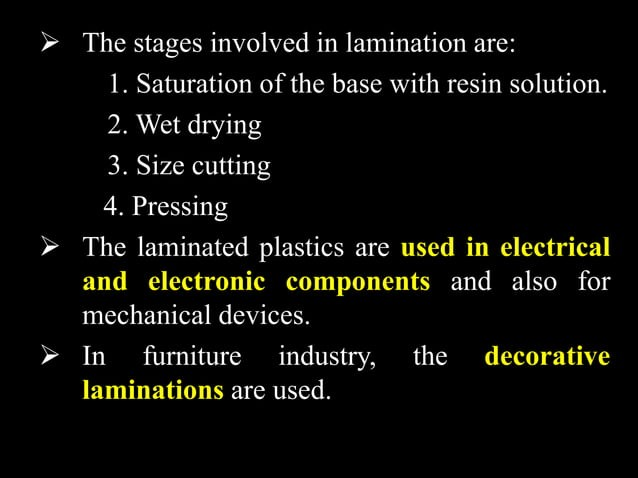 ➢ The stages involved in lamination are:
1. Saturation of the base with resin solution.
2. Wet drying
3. Size cutting
4. Pressing
➢ The laminated plastics are used in electrical
and electronic components and also for
mechanical devices.
➢ In furniture industry, the decorative
laminations are used.